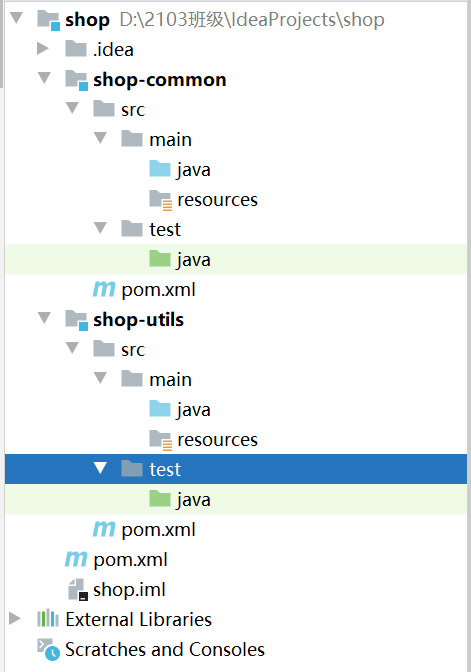 shop D:\2103班级\IdeaProjects\shop
.idea
shop-common
src
main
java
resources
test
java
pom.xml
shop-utils
src
main
java
resources
test
java
pom.xml
pom.xml
shop.iml
External Libraries
Scratches and Consoles